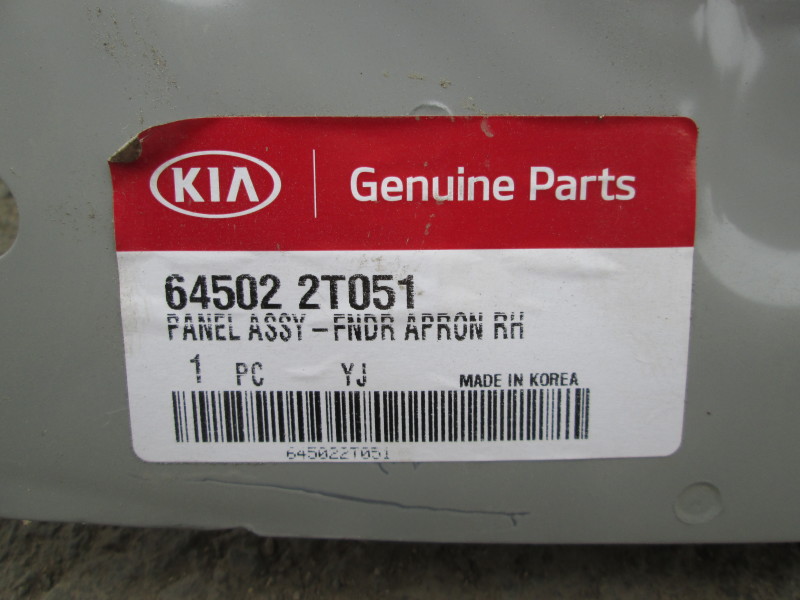 KIA Genuine Parts
64502 2T051
PANEL ASSY-FNDR APRON RH
1 PC YJ MADE IN KOREA
645022T051